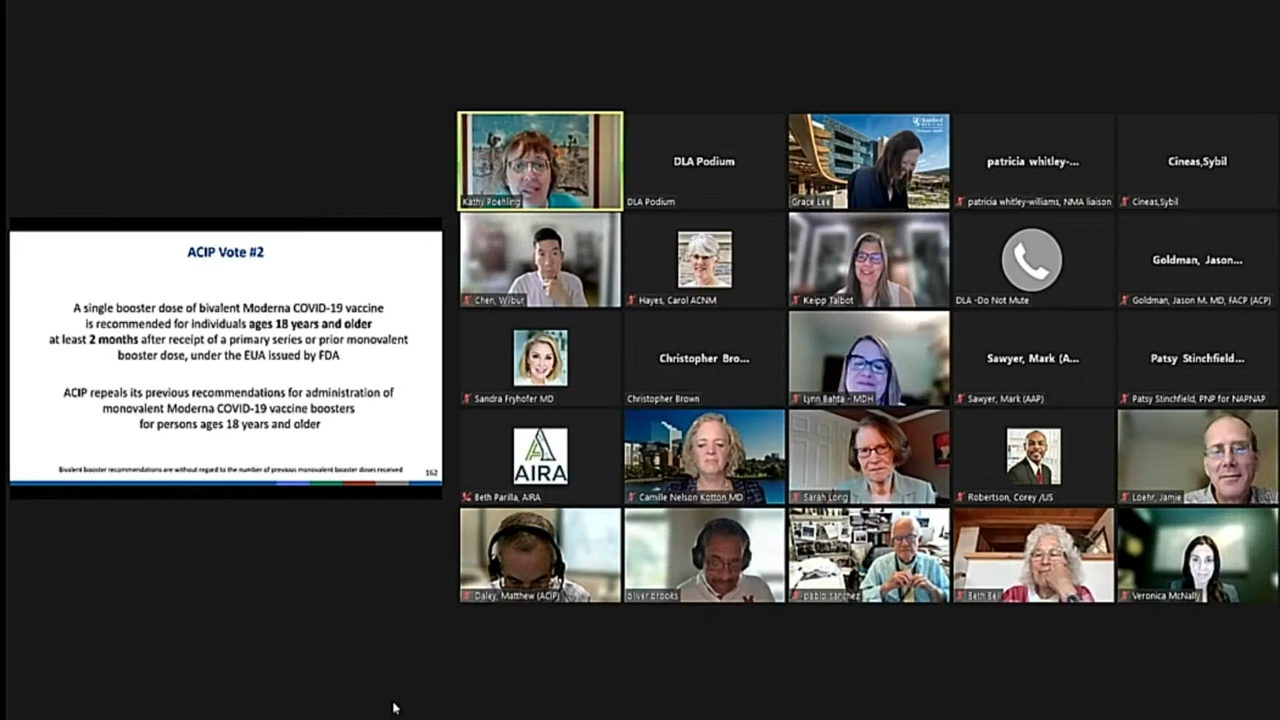 ACIP Vote #2
A single booster dose of bivalent Moderna COVID-19 vaccine
is recommended for individuals ages 18 years and older
at least 2 months after receipt of a primary series or prior monovalent
booster dose, under the EUA issued by FDA
ACIP repeals its previous recommendations for administration of
monovalent Moderna COVID-19 vaccine boosters
for persons ages 18 years and older
Bivalent booster recommendations are without regard to the number of previous monovalent booster doses received
162
Kathy Poehling
DLA Podium
DLA Podium
Stanford
Grace Lee
patricia whitley-...
patricia whitley-williams, NMA liaison
Cineas,Sybil
Cineas,Sybil
Chen, Wilbur
Hayes, Carol ACNM
Keipp Talbot
DLA -Do Not Mute
Goldman, Jason...
Goldman, Jason M. MD, FACP (ACP)
Sandra Fryhofer MD
Christopher Bro...
Christopher Brown
Lynn Bahta - MDH
Sawyer, Mark (A...
Sawyer, Mark (AAP)
Patsy Stinchfield...
Patsy Stinchfield, PNP for NAPNAP
AIRA
Beth Parilla, AIRA
Camille Nelson Kotton MD
Sarah Long
Robertson, Corey /US
Loehr, Jamie
Daley, Matthew (ACIP)
oliver.brooks
pablo.sanchez
Beth Bell
Veronica McNally